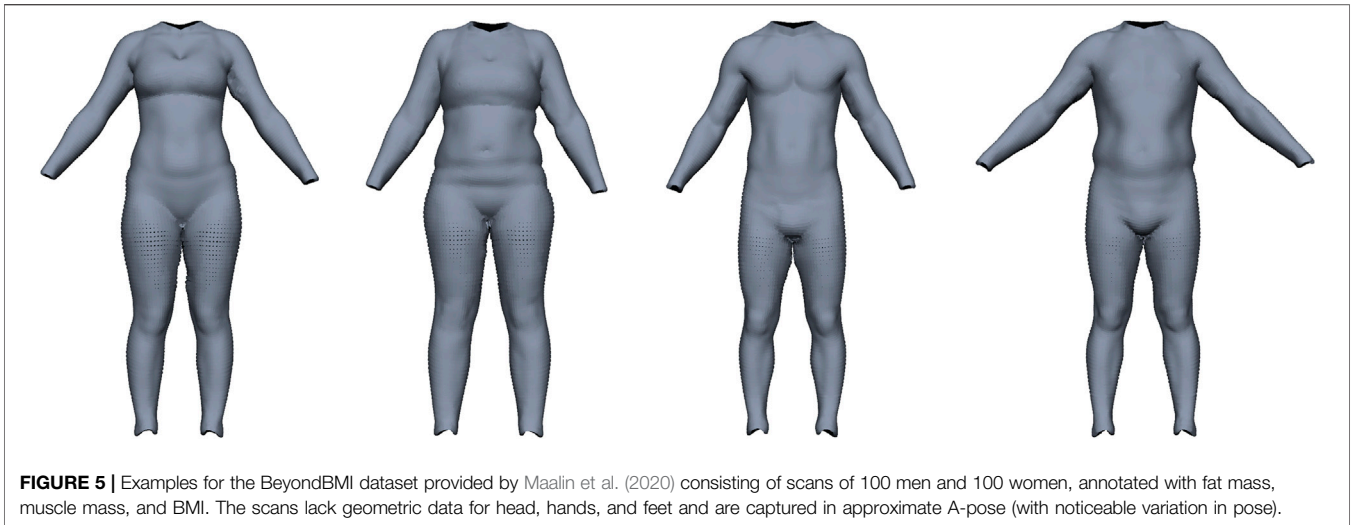 FIGURE 5 | Examples for the BeyondBMI dataset provided by Maalin et al. (2020) consisting of scans of 100 men and 100 women, annotated with fat mass,
muscle mass, and BMI. The scans lack geometric data for head, hands, and feet and are captured in approximate A-pose (with noticeable variation in pose).